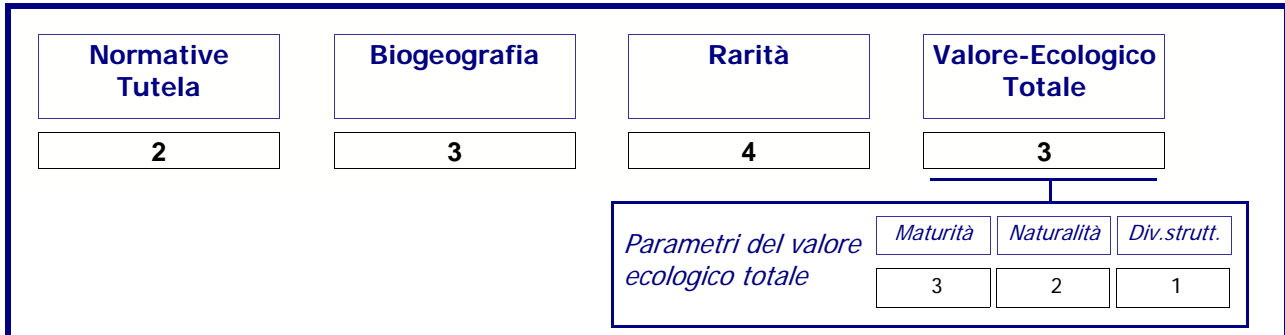 Normative
Tutela
Biogeografia
Rarità
Valore-Ecologico
Totale
2
3
4
3
Parametri del valore
ecologico totale
Maturità
Naturalità
Div.strutt.
3
2
1